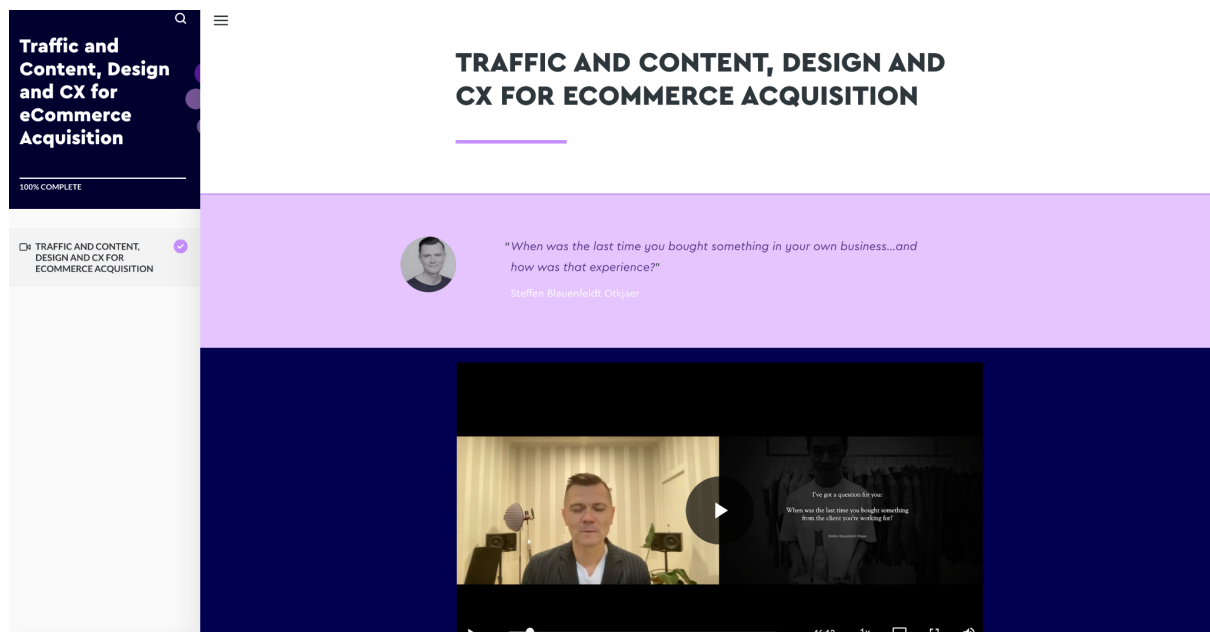 Traffic and
Content, Design
and CX for
eCommerce
Acquisition
100% COMPLETE
TRAFFIC AND CONTENT,
DESIGN AND CX FOR
ECOMMERCE ACQUISITION
TRAFFIC AND CONTENT, DESIGN AND
CX FOR ECOMMERCE ACQUISITION
"When was the last time you bought something in your own business...and
how was that experience?"
Steffen Blauenfeldt Otkjaer
I've got a question for you:
When was the last time you bought something
from the client you're working for?